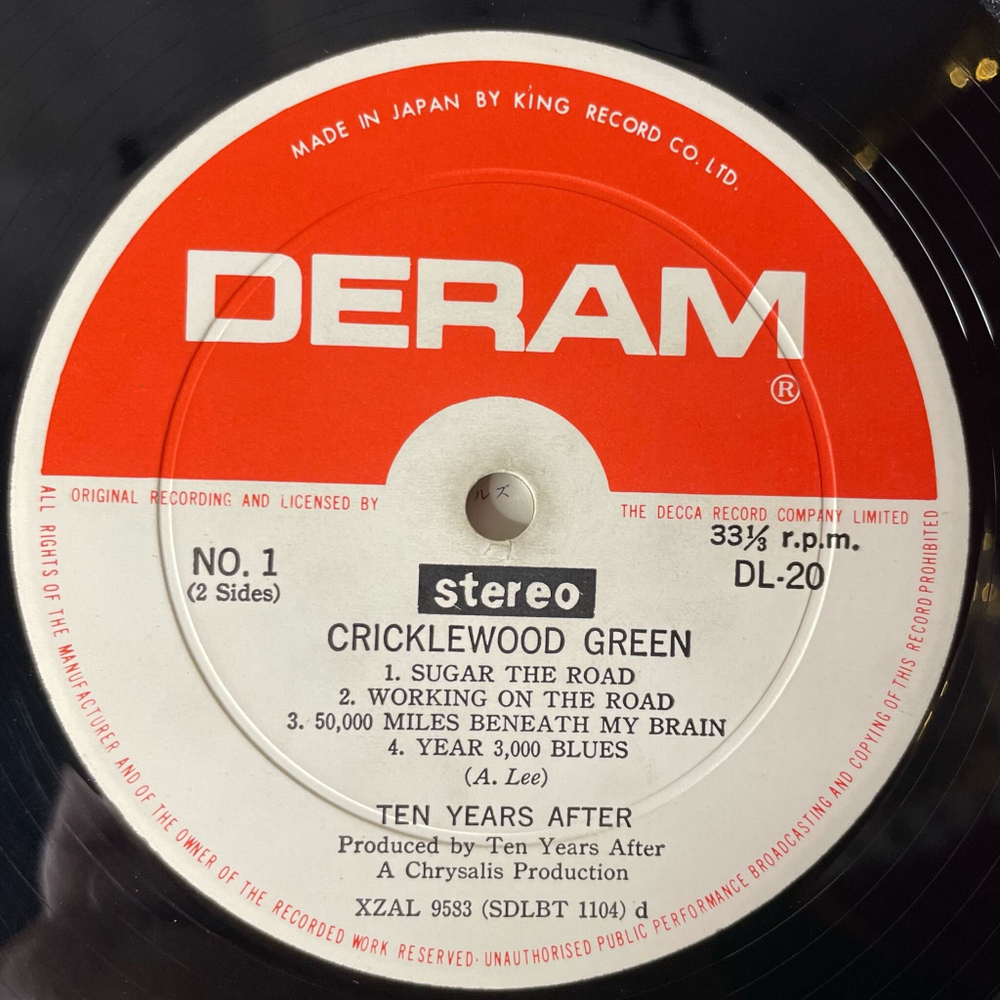 MADE IN JAPAN BY KING RECORD CO. LTD.
DERAM
®
ORIGINAL RECORDING AND LICENSED BY
THE DECCA RECORD COMPANY LIMITED
ルズ
33⅓ r.p.m.
NO. 1
DL-20
(2 Sides)
stereo
CRICKLEWOOD GREEN
1. SUGAR THE ROAD
2. WORKING ON THE ROAD
3. 50,000 MILES BENEATH MY BRAIN
4. YEAR 3,000 BLUES
(A. Lee)
TEN YEARS AFTER
Produced by Ten Years After
A Chrysalis Production
XZAL 9583 (SDLBT 1104) d
ALL RIGHTS OF THE MANUFACTURER AND OF THE OWNER OF THE RECORDED WORK RESERVED· UNAUTHORISED PUBLIC PERFORMANCE BROADCASTING AND COPYING OF THIS RECORD PROHIBITED